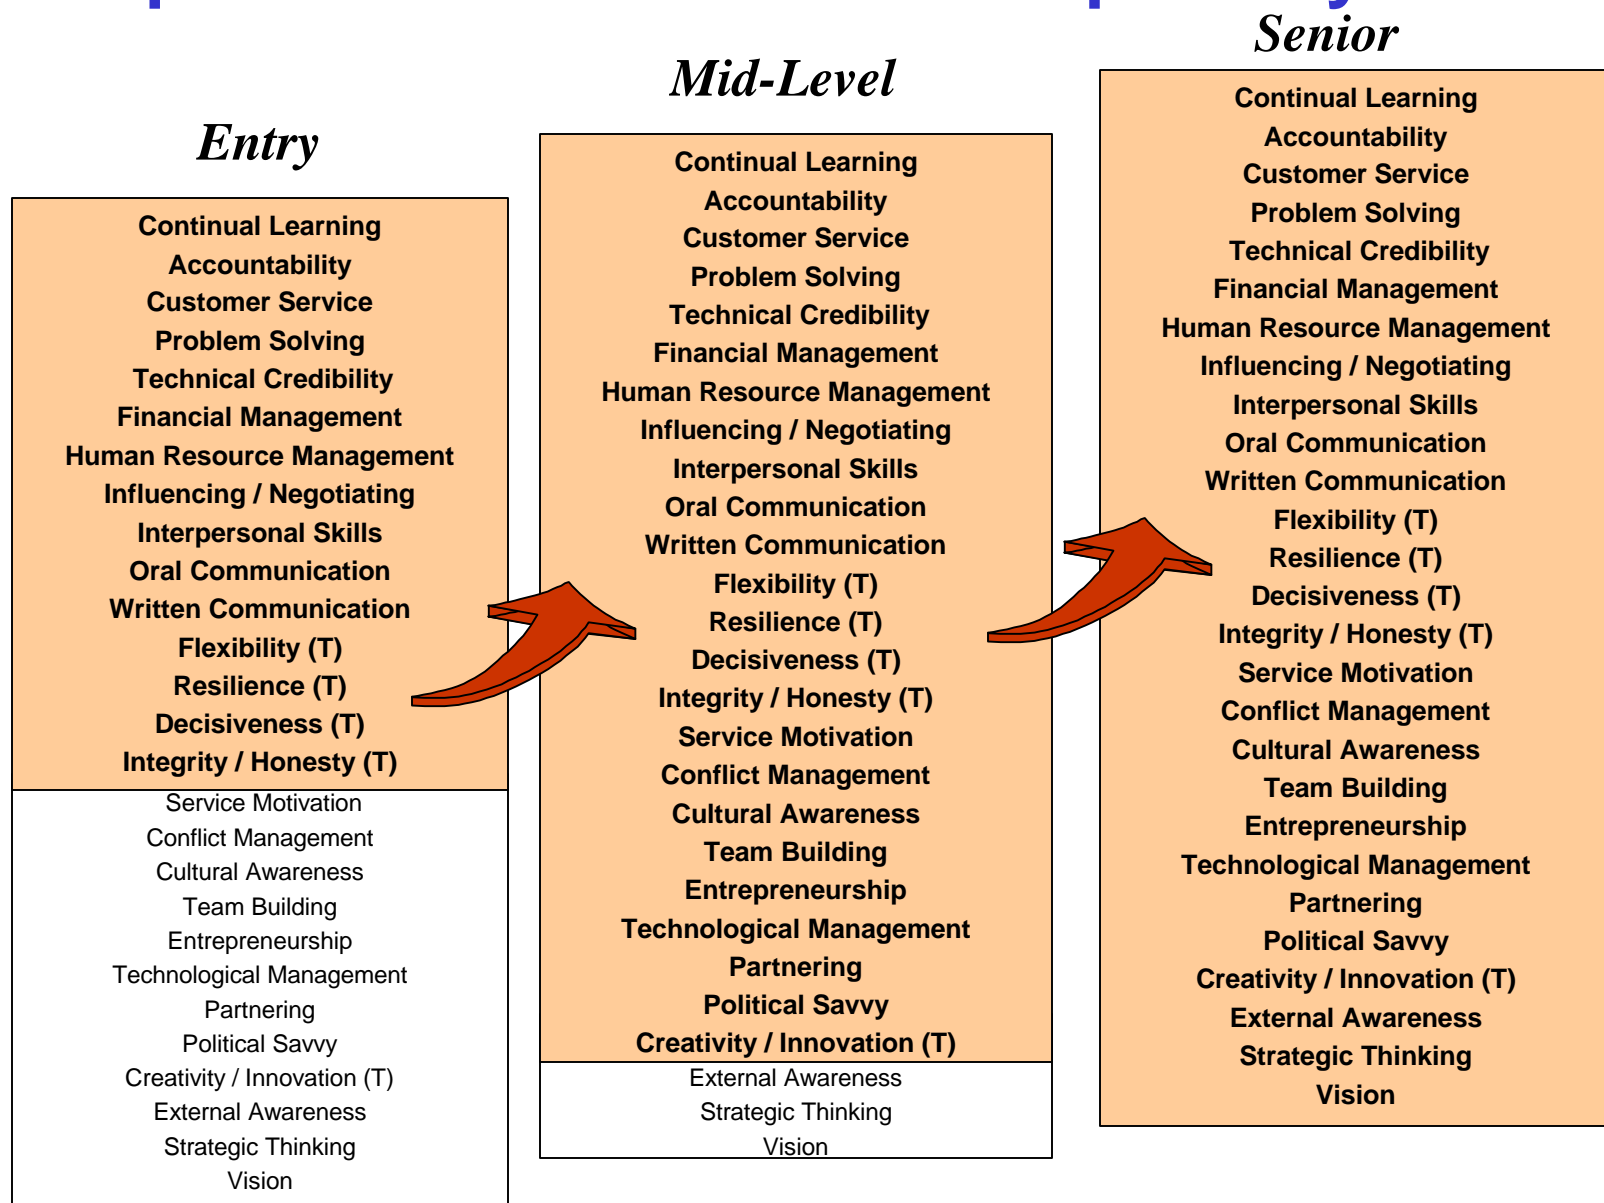 Entry
Continual Learning
Accountability
Customer Service
Problem Solving
Technical Credibility
Financial Management
Human Resource Management
Influencing / Negotiating
Interpersonal Skills
Oral Communication
Written Communication
Flexibility (T)
Resilience (T)
Decisiveness (T)
Integrity / Honesty (T)
Service Motivation
Conflict Management
Cultural Awareness
Team Building
Entrepreneurship
Technological Management
Partnering
Political Savvy
Creativity / Innovation (T)
External Awareness
Strategic Thinking
Vision
Mid-Level
Continual Learning
Accountability
Customer Service
Problem Solving
Technical Credibility
Financial Management
Human Resource Management
Influencing / Negotiating
Interpersonal Skills
Oral Communication
Written Communication
Flexibility (T)
Resilience (T)
Decisiveness (T)
Integrity / Honesty (T)
Service Motivation
Conflict Management
Cultural Awareness
Team Building
Entrepreneurship
Technological Management
Partnering
Political Savvy
Creativity / Innovation (T)
External Awareness
Strategic Thinking
Vision
Senior
Continual Learning
Accountability
Customer Service
Problem Solving
Technical Credibility
Financial Management
Human Resource Management
Influencing / Negotiating
Interpersonal Skills
Oral Communication
Written Communication
Flexibility (T)
Resilience (T)
Decisiveness (T)
Integrity / Honesty (T)
Service Motivation
Conflict Management
Cultural Awareness
Team Building
Entrepreneurship
Technological Management
Partnering
Political Savvy
Creativity / Innovation (T)
External Awareness
Strategic Thinking
Vision